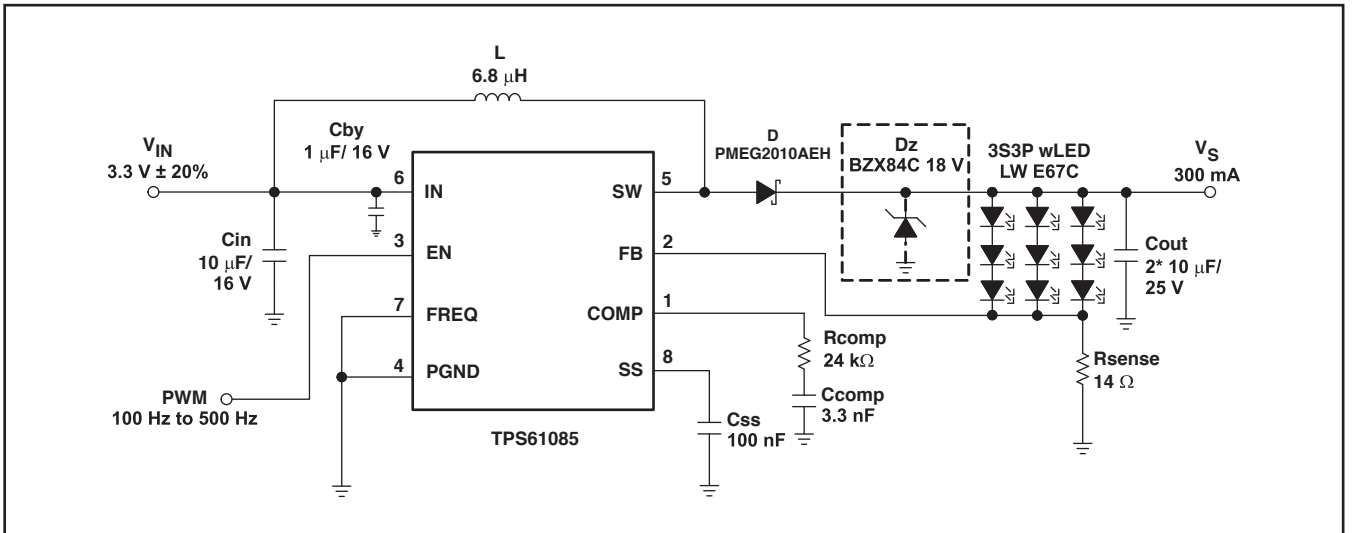 L
6.8 µH
Cby
1 µF/ 16 V
VIN
3.3 V ± 20%
Cin
10 µF/
16 V
PWM
100 Hz to 500 Hz
6
IN
3
EN
7
FREQ
4
PGND
SW
5
FB
2
COMP
1
SS
8
TPS61085
D
PMEG2010AEH
Dz
BZX84C 18 V
3S3P wLED
LW E67C
VS
300 mA
Cout
2* 10 µF/
25 V
Rcomp
24 kΩ
Ccomp
3.3 nF
Css
100 nF
Rsense
14 Ω